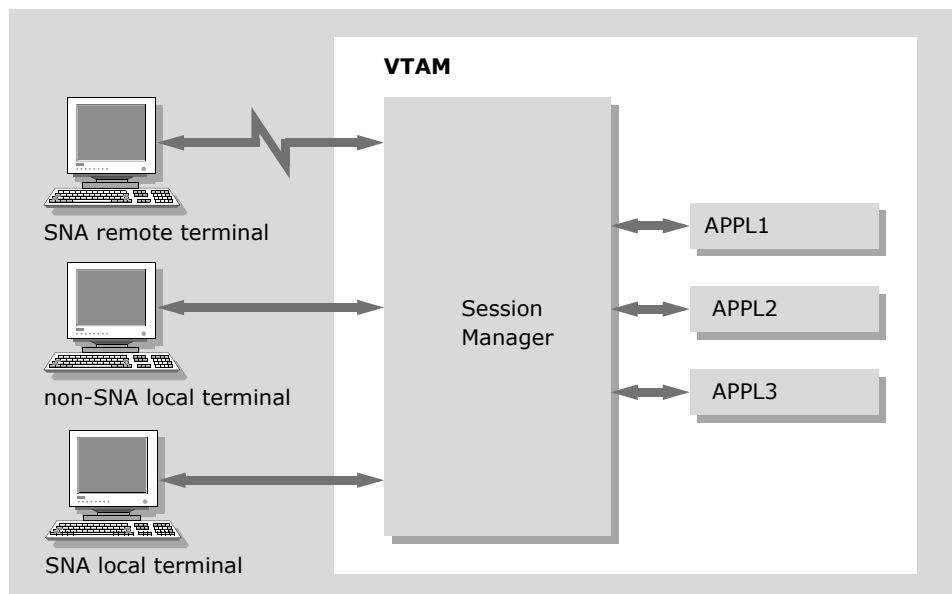 VTAM
SNA remote terminal
non-SNA local terminal
SNA local terminal
Session
Manager
APPL1
APPL2
APPL3